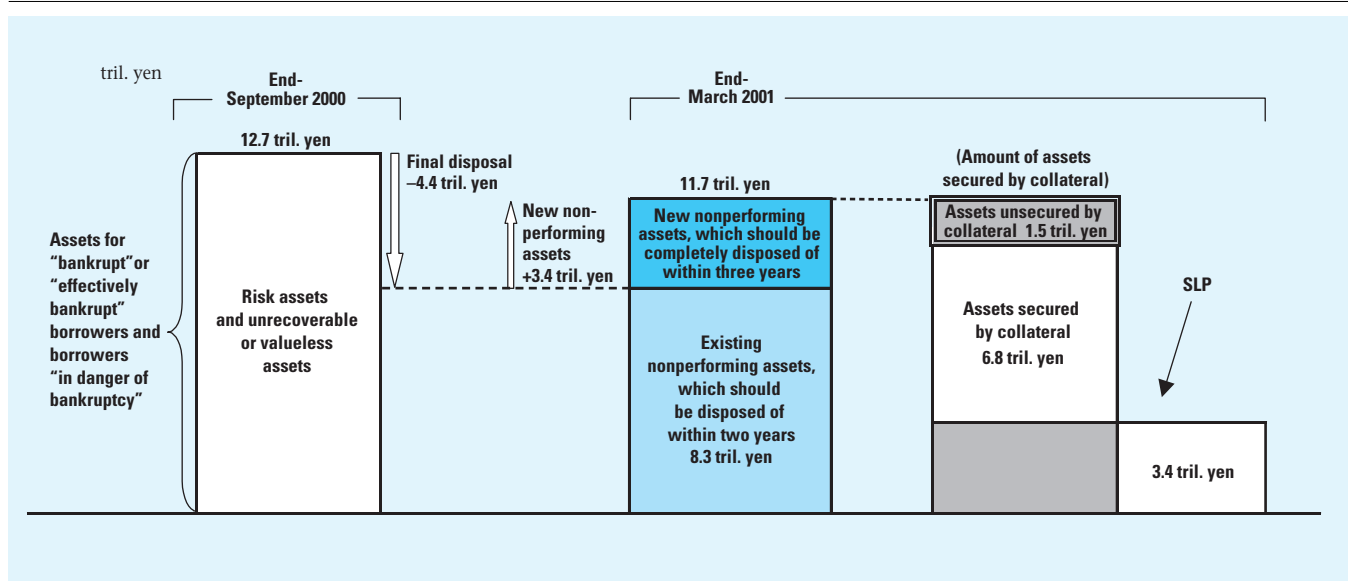 tril. yen
End-
September 2000
End-
March 2001
12.7 tril. yen
Final disposal
–4.4 tril. yen
New non-
performing
assets
+3.4 tril. yen
Assets for
“bankrupt”or
“effectively
bankrupt”
borrowers and
borrowers
“in danger of
bankruptcy”
Risk assets
and unrecoverable
or valueless
assets
11.7 tril. yen
New nonperforming
assets, which should be
completely disposed of
within three years
Existing
nonperforming assets,
which should
be disposed of
within two years
8.3 tril. yen
(Amount of assets
secured by collateral)
Assets unsecured by
collateral 1.5 tril. yen
Assets secured
by collateral
6.8 tril. yen
SLP
3.4 tril. yen